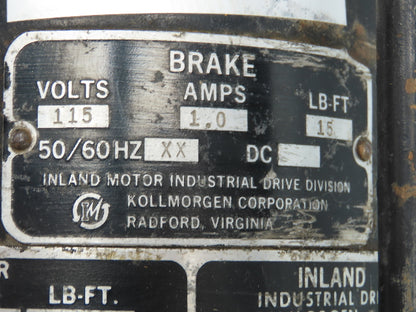 BRAKE
VOLTS AMPS LB-FT
115 1.0 15
50/60HZ XX DC
INLAND MOTOR INDUSTRIAL DRIVE DIVISION
KOLLMORGEN CORPORATION
RADFORD, VIRGINIA
LB-FT.
INLAND
INDUSTRIAL